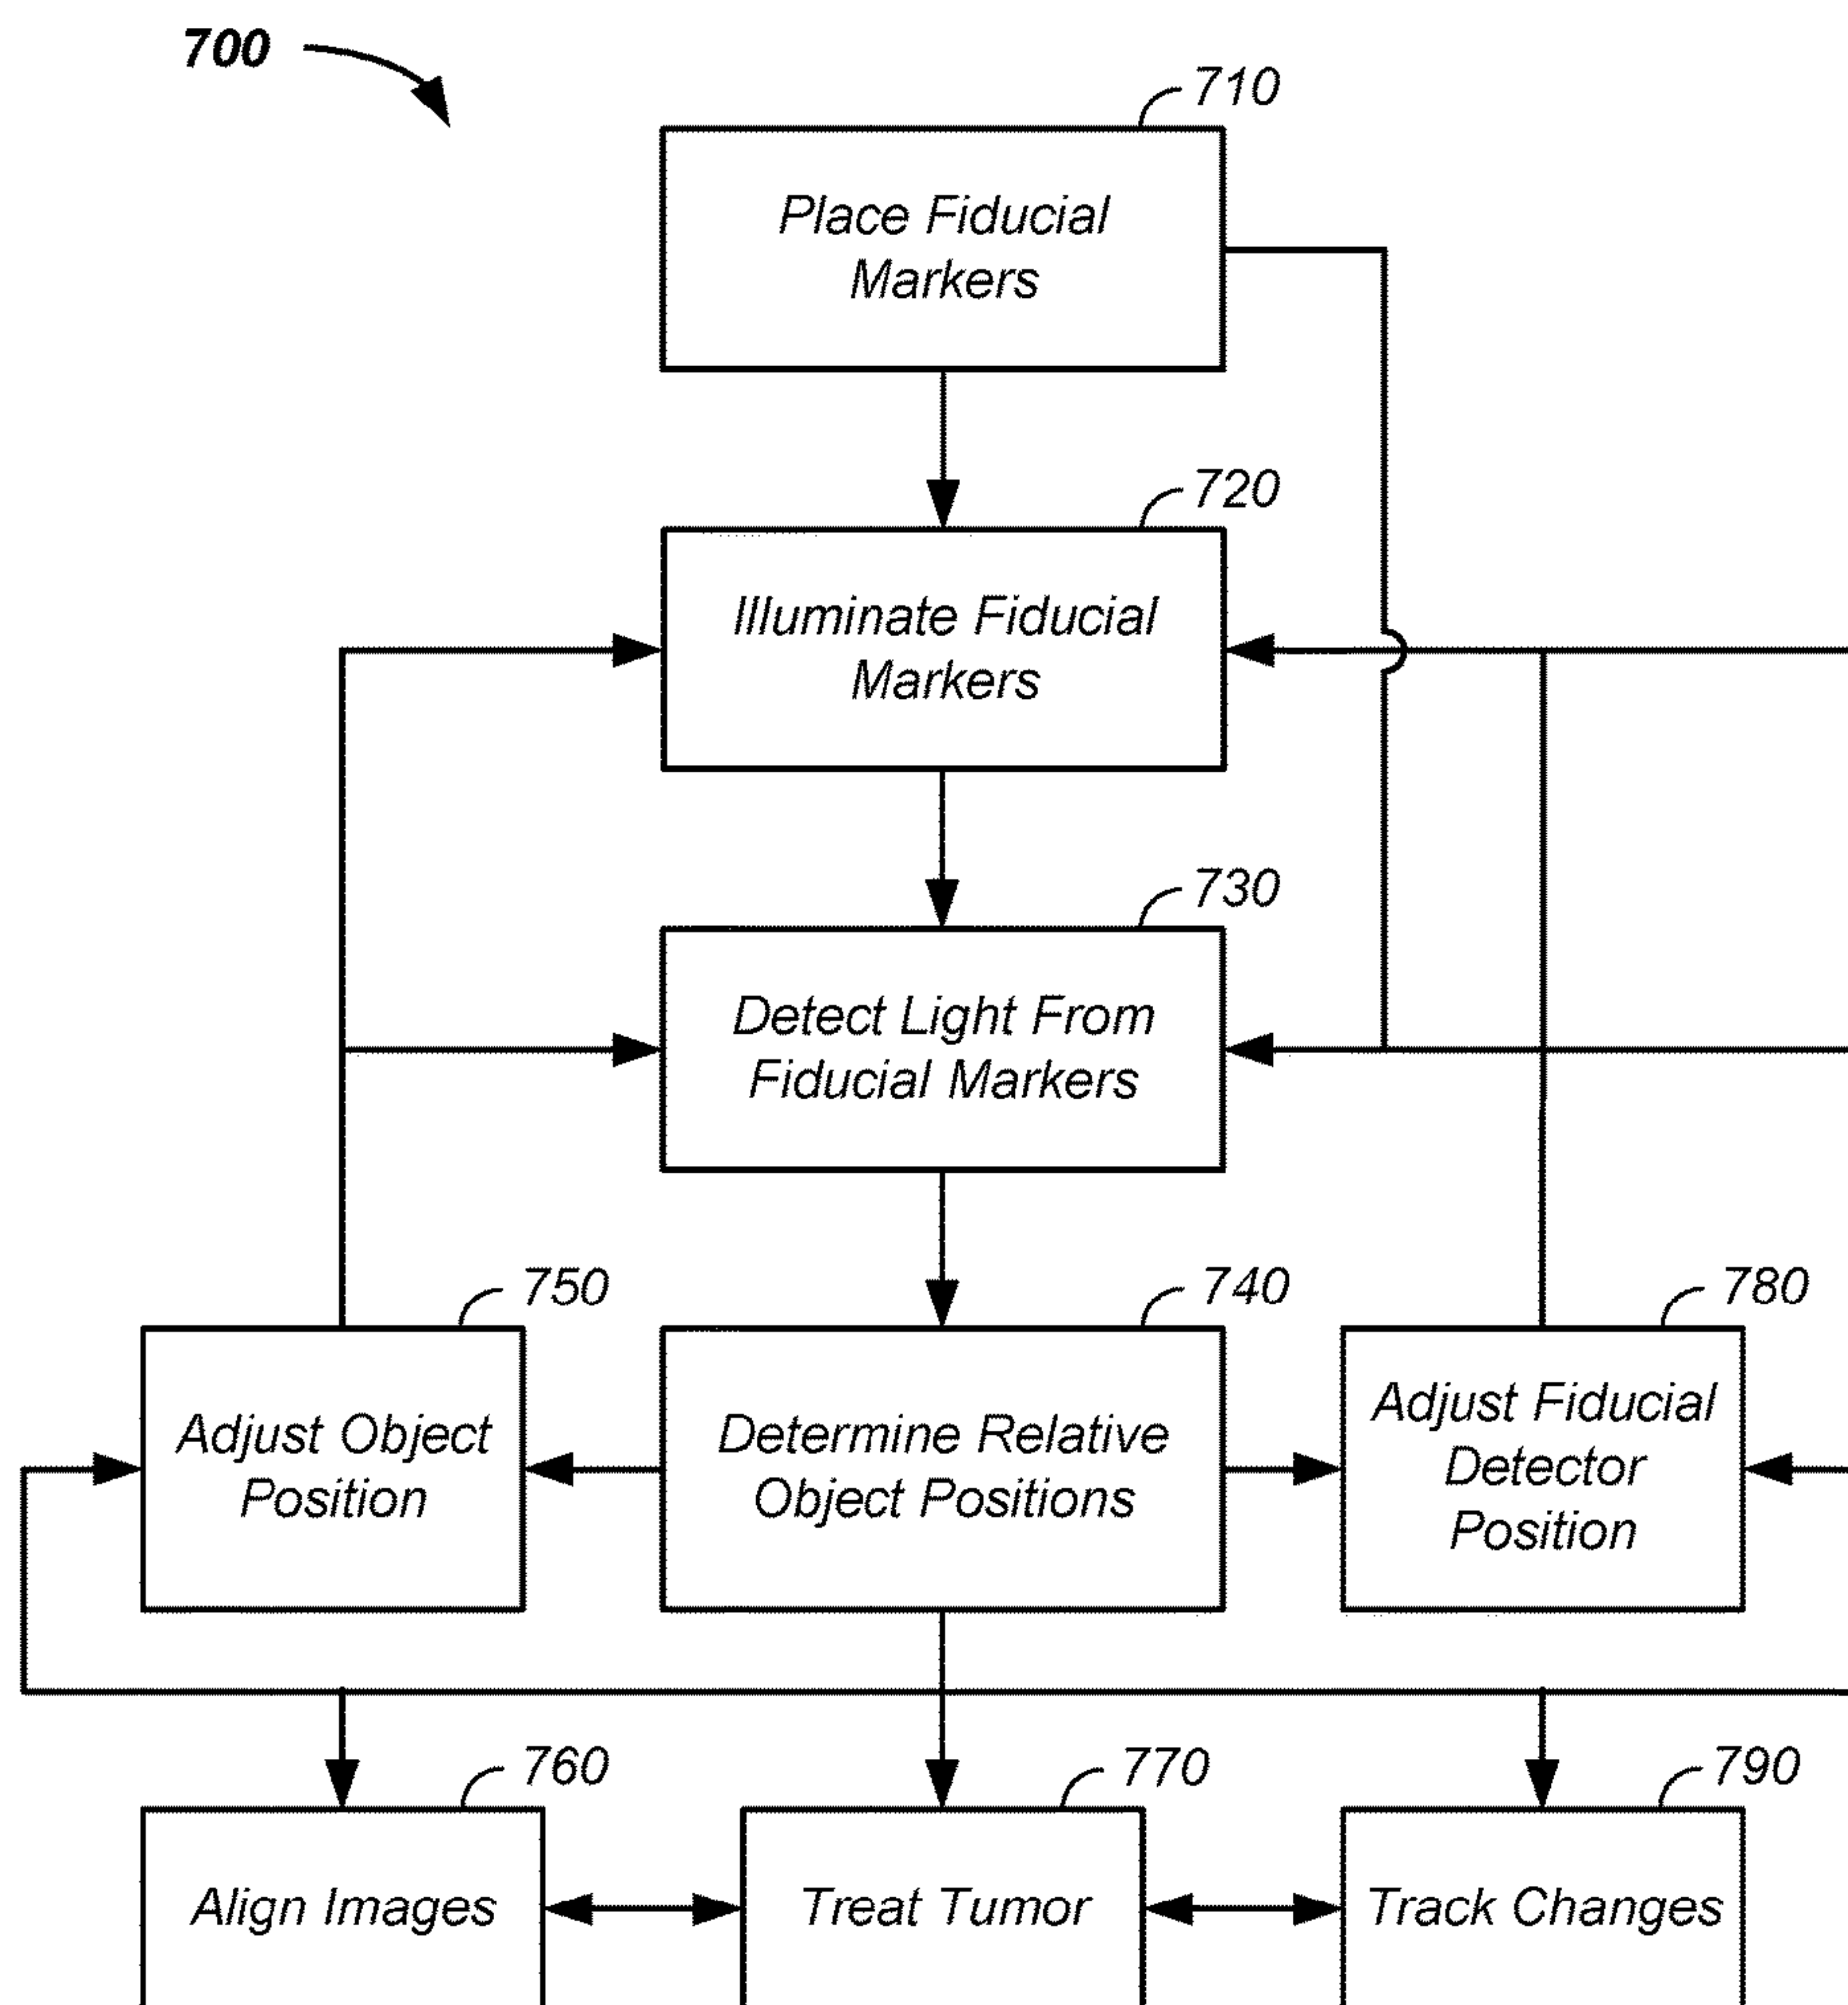 700
710
Place Fiducial
Markers
720
Illuminate Fiducial
Markers
730
Detect Light From
Fiducial Markers
750
Adjust Object
Position
740
Determine Relative
Object Positions
780
Adjust Fiducial
Detector
Position
760
Align Images
770
Treat Tumor
790
Track Changes